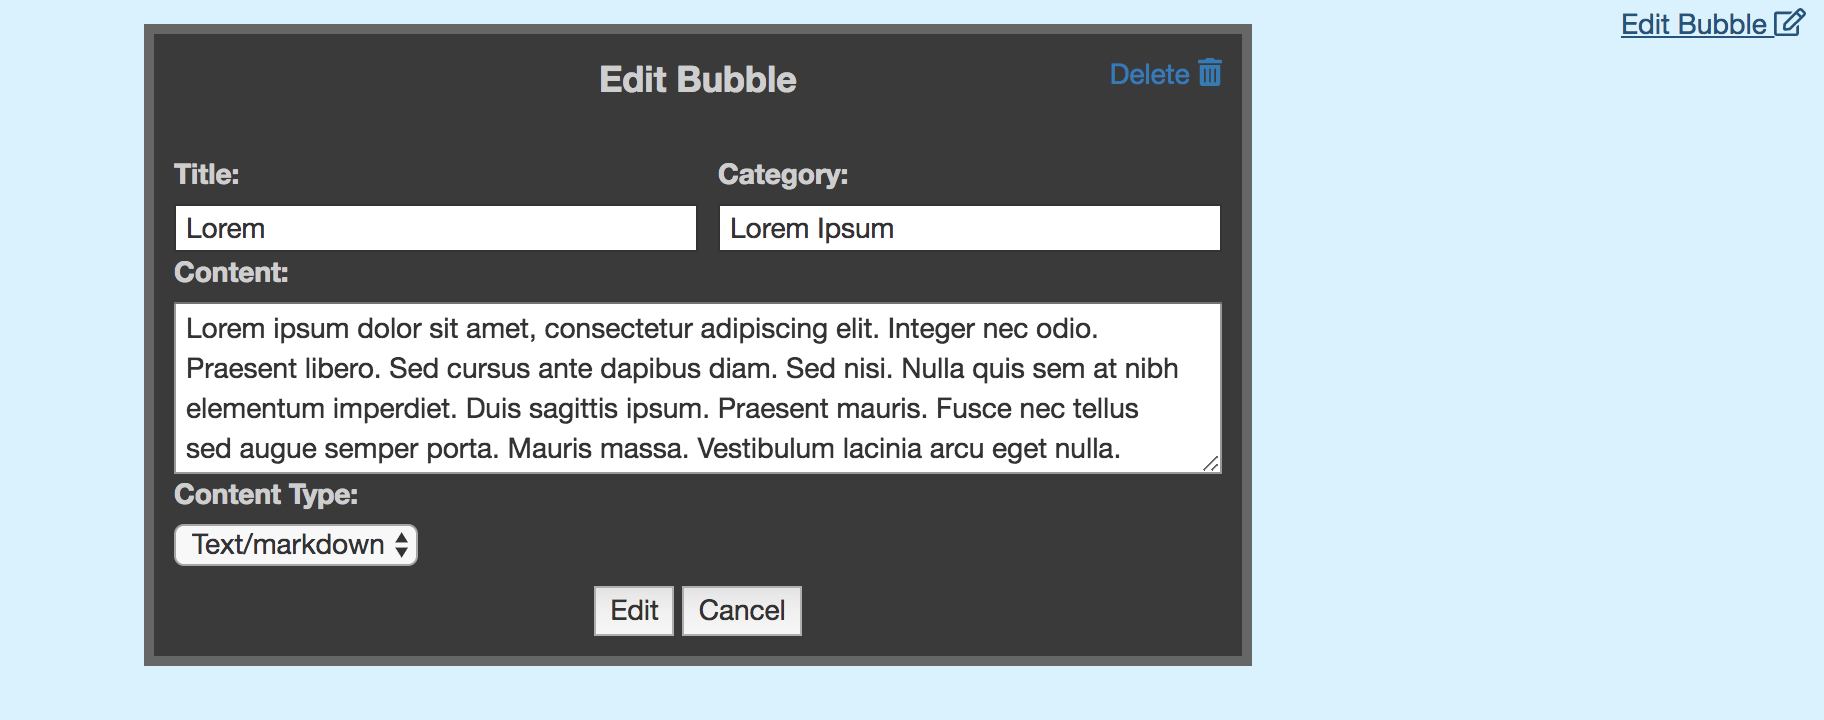 Edit Bubble
Edit Bubble
Delete
Title:
Category:
Lorem
Lorem Ipsum
Content:
Lorem ipsum dolor sit amet, consectetur adipiscing elit. Integer nec odio.
Praesent libero. Sed cursus ante dapibus diam. Sed nisi. Nulla quis sem at nibh
elementum imperdiet. Duis sagittis ipsum. Praesent mauris. Fusce nec tellus
sed augue semper porta. Mauris massa. Vestibulum lacinia arcu eget nulla.
Content Type:
Text/markdown
Edit
Cancel